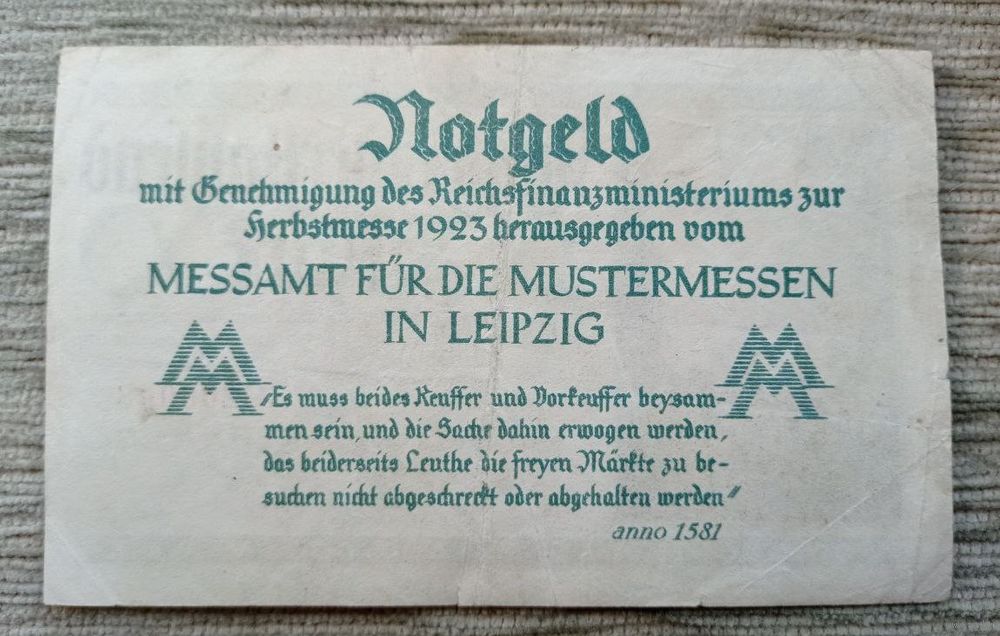 Notgeld
mit Genehmigung des Reichsfinanzministeriums zur
Herbstmesse 1923 herausgegeben vom
MESSAMT FÜR DIE MUSTERMESSEN
IN LEIPZIG
MM MM
„Es muss beides Keuffer und Vorkeuffer beysam-
men sein, und die Sache dahin erwogen werden,
das beiderseits Leuthe die freyen Märkte zu be-
suchen nicht abgeschreckt oder abgehalten werden"
anno 1581